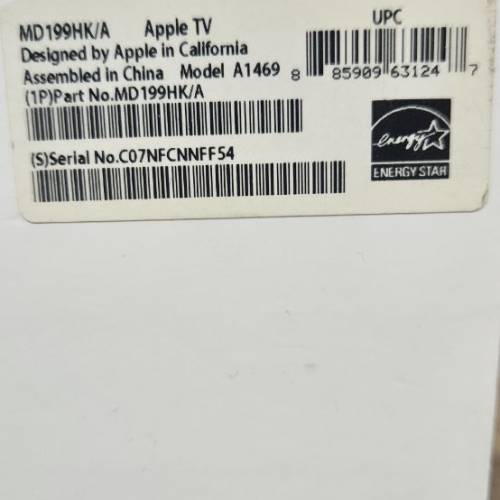 MD199HK/A Apple TV
UPC
Designed by Apple in California
Assembled in China Model A1469
8 85909 63124 7
(1P)Part No.MD199HK/A
(S)Serial No.C07NFCNNFF54
energy
ENERGY STAR